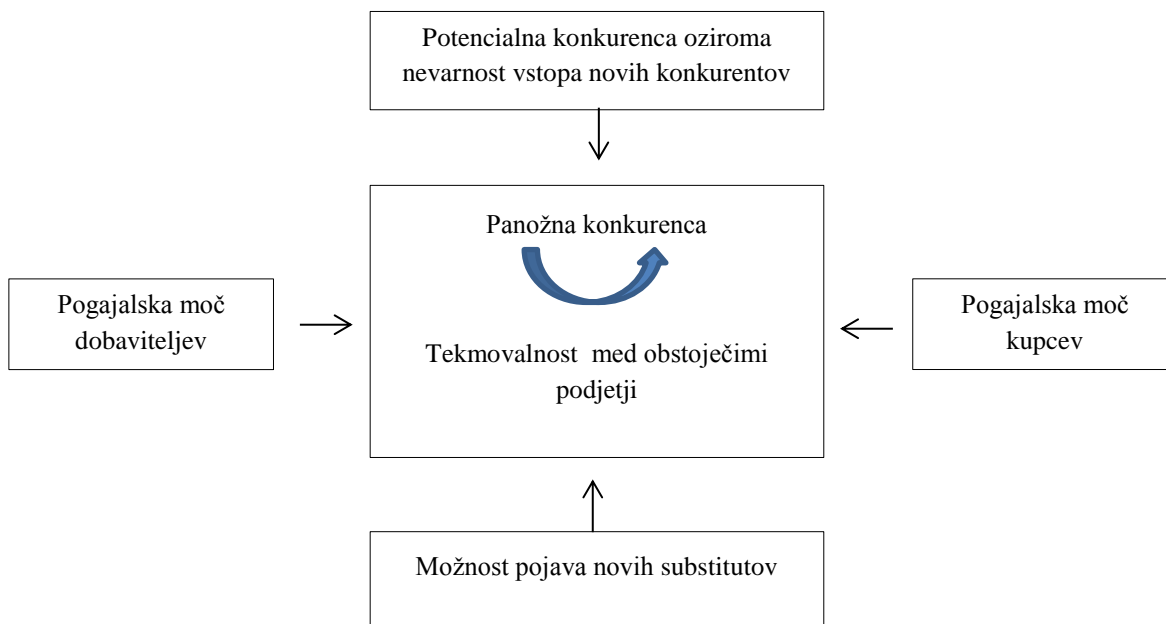 Potencialna konkurenca oziroma
nevarnost vstopa novih konkurentov
Panožna konkurenca
Pogajalska moč
dobaviteljev
Tekmovalnost med obstoječimi
podjetji
Pogajalska moč
kupcev
Možnost pojava novih substitutov